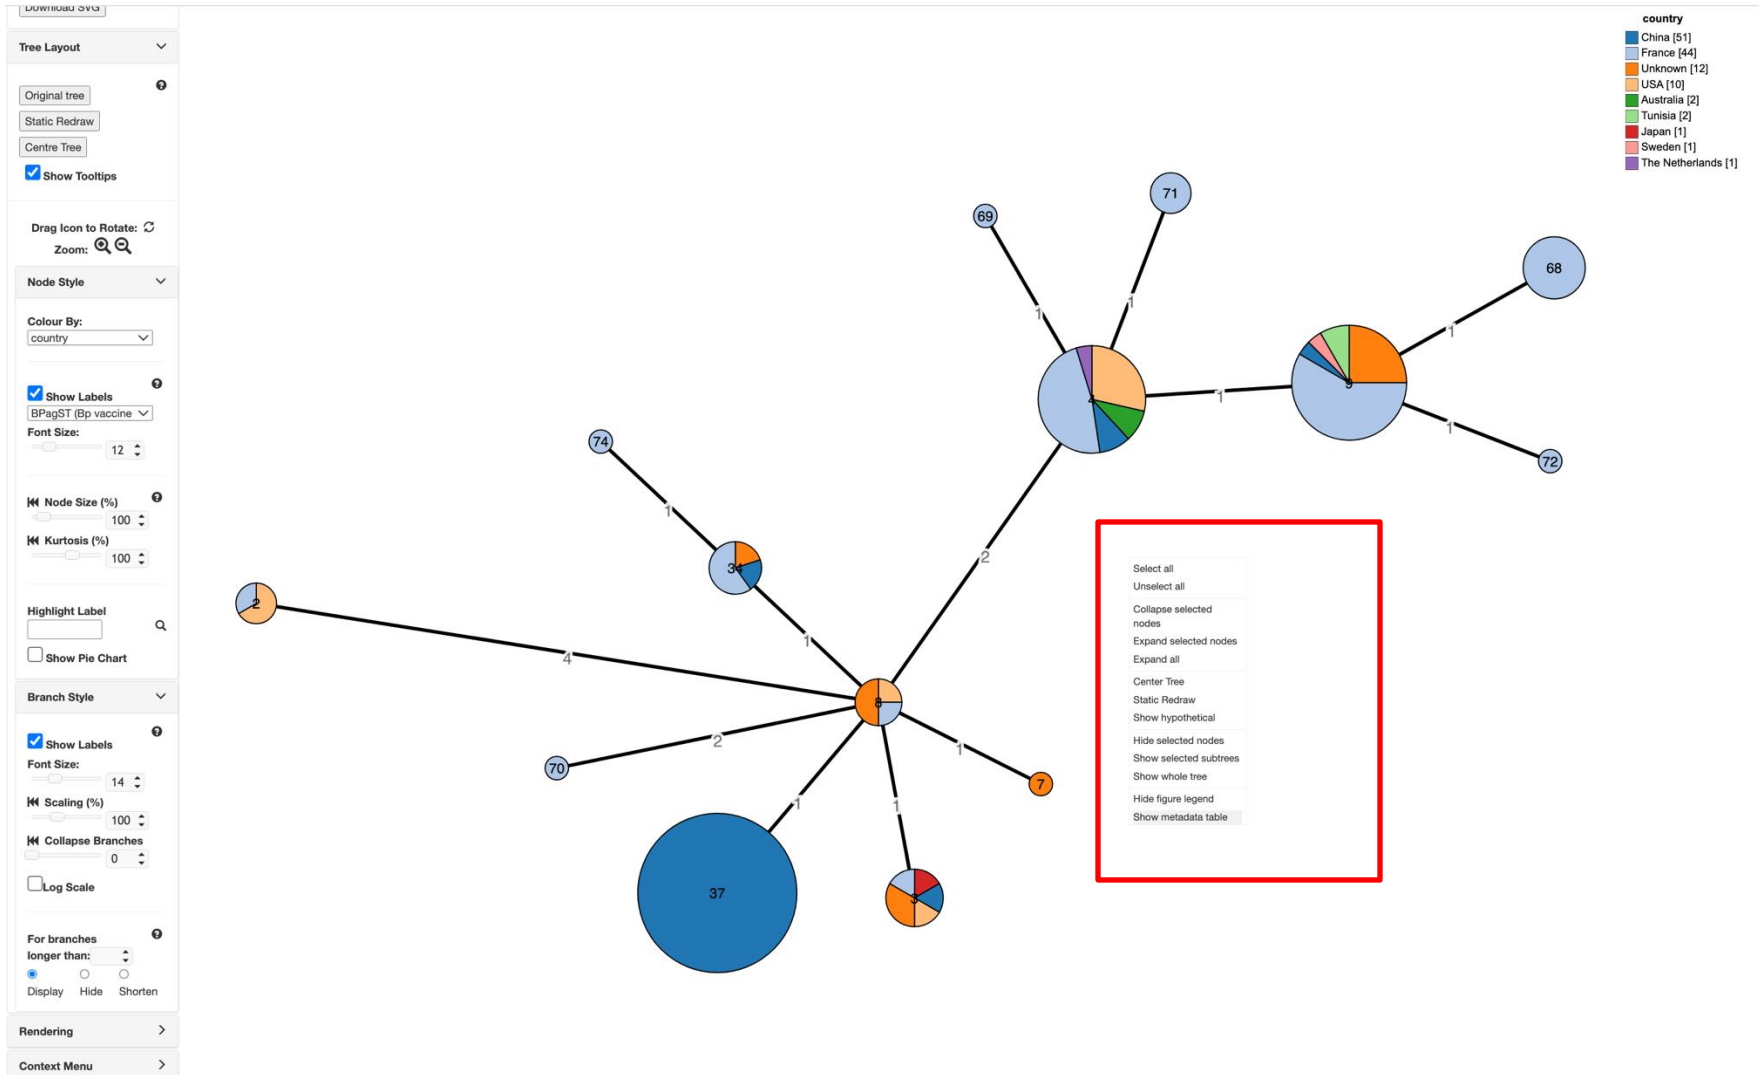 Download SVG
Tree Layout
Original tree
Static Redraw
Centre Tree
Show Tooltips
Drag Icon to Rotate:
Zoom:
Node Style
Colour By:
country
Show Labels
BPagST (Bp vaccine
Font Size:
12
Node Size (%)
100
Kurtosis (%)
100
Highlight Label
Show Pie Chart
Branch Style
Show Labels
Font Size:
14
Scaling (%)
100
Collapse Branches
0
Log Scale
For branches
longer than:
Display Hide Shorten
Rendering
Context Menu
country
China [51]
France [44]
Unknown [12]
USA [10]
Australia [2]
Tunisia [2]
Japan [1]
Sweden [1]
The Netherlands [1]
71
69
68
1
1
1
4
1
9
1
72
74
1
2
34
2
1
4
8
2
1
70
7
1
1
37
3
Select all
Unselect all
Collapse selected
nodes
Expand selected nodes
Expand all
Center Tree
Static Redraw
Show hypothetical
Hide selected nodes
Show selected subtrees
Show whole tree
Hide figure legend
Show metadata table